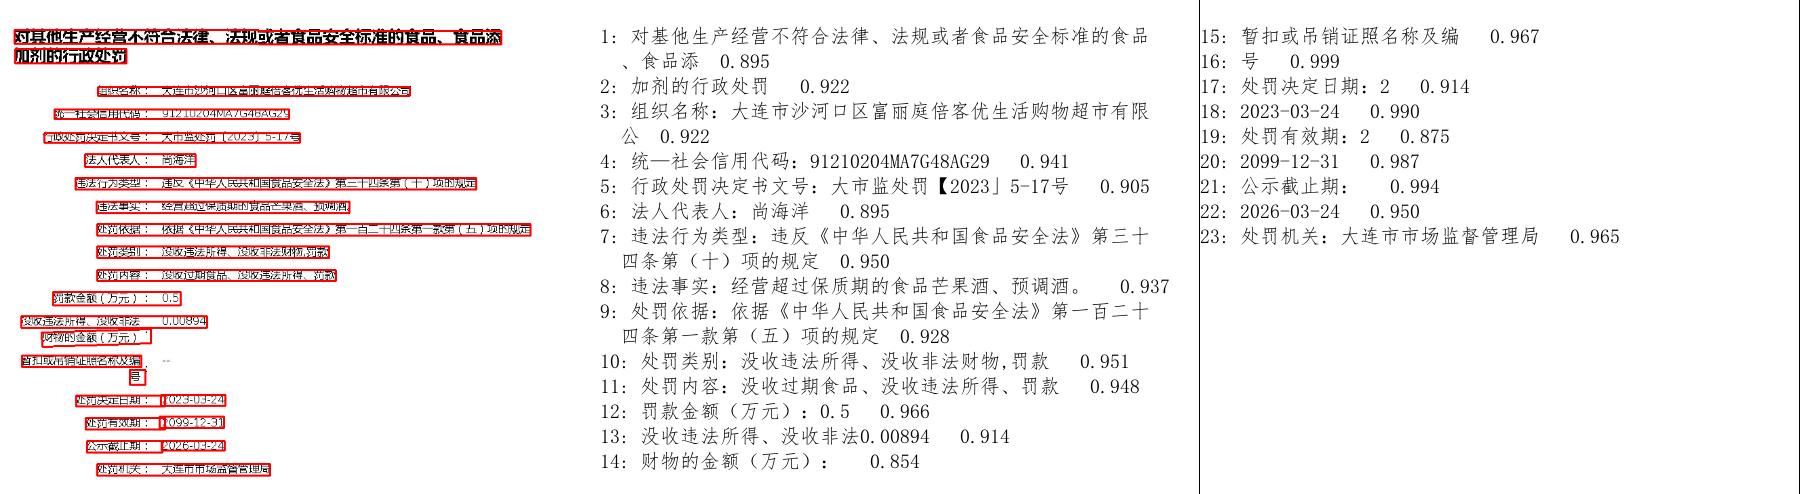 对其他生产经营不符合法律、法规或者食品安全标准的食品、食品添
加剂的行政处罚
组织名称： 大连市沙河口区富丽庭倍客优生活购物超市有限公司
统一社会信用代码： 91210204MA7G48AG29
行政处罚决定书文号： 大市监处罚〔2023〕5-17号
法人代表人： 尚海洋
违法行为类型： 违反《中华人民共和国食品安全法》第三十四条第（十）项的规定
违法事实： 经营超过保质期的食品芒果酒、预调酒。
处罚依据： 依据《中华人民共和国食品安全法》第一百二十四条第一款第（五）项的规定
处罚类别： 没收违法所得、没收非法财物,罚款
处罚内容： 没收过期食品、没收违法所得、罚款
罚款金额（万元）： 0.5
没收违法所得、没收非法 0.00894
财物的金额（万元）：
暂扣或吊销证照名称及编 --
号：
处罚决定日期： 2023-03-24
处罚有效期： 2099-12-31
公示截止期： 2026-03-24
处罚机关： 大连市市场监督管理局
1: 对基他生产经营不符合法律、法规或者食品安全标准的食品
、食品添 0.895
2: 加剂的行政处罚 0.922
3: 组织名称: 大连市沙河口区富丽庭倍客优生活购物超市有限
公 0.922
4: 统—社会信用代码: 91210204MA7G48AG29 0.941
5: 行政处罚决定书文号: 大市监处罚【2023」5-17号 0.905
6: 法人代表人: 尚海洋 0.895
7: 违法行为类型: 违反《中华人民共和国食品安全法》第三十
四条第（十）项的规定 0.950
8: 违法事实: 经营超过保质期的食品芒果酒、预调酒。 0.937
9: 处罚依据: 依据《中华人民共和国食品安全法》第一百二十
四条第一款第（五）项的规定 0.928
10: 处罚类别: 没收违法所得、没收非法财物,罚款 0.951
11: 处罚内容: 没收过期食品、没收违法所得、罚款 0.948
12: 罚款金额（万元）: 0.5 0.966
13: 没收违法所得、没收非法0.00894 0.914
14: 财物的金额（万元）: 0.854
15: 暂扣或吊销证照名称及编 0.967
16: 号 0.999
17: 处罚决定日期: 2 0.914
18: 2023-03-24 0.990
19: 处罚有效期: 2 0.875
20: 2099-12-31 0.987
21: 公示截止期: 0.994
22: 2026-03-24 0.950
23: 处罚机关: 大连市市场监督管理局 0.965